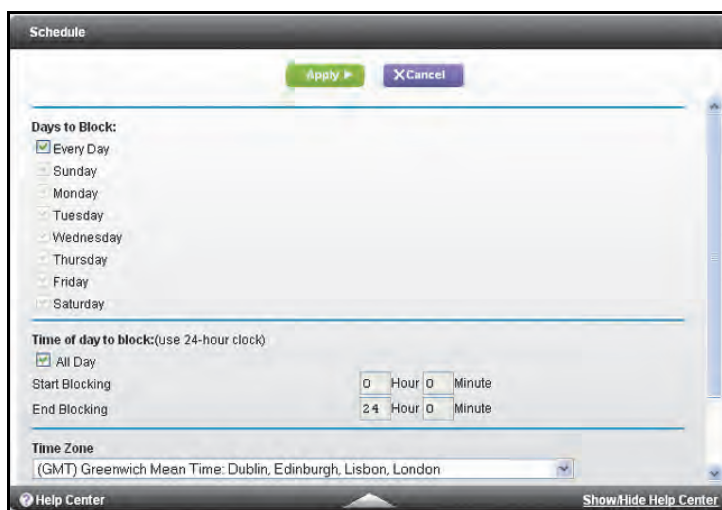 Schedule
Apply
Cancel
Days to Block:
Every Day
Sunday
Monday
Tuesday
Wednesday
Thursday
Friday
Saturday
Time of day to block:(use 24-hour clock)
All Day
Start Blocking 0 Hour 0 Minute
End Blocking 24 Hour 0 Minute
Time Zone
(GMT) Greenwich Mean Time: Dublin, Edinburgh, Lisbon, London
Help Center Show/Hide Help Center